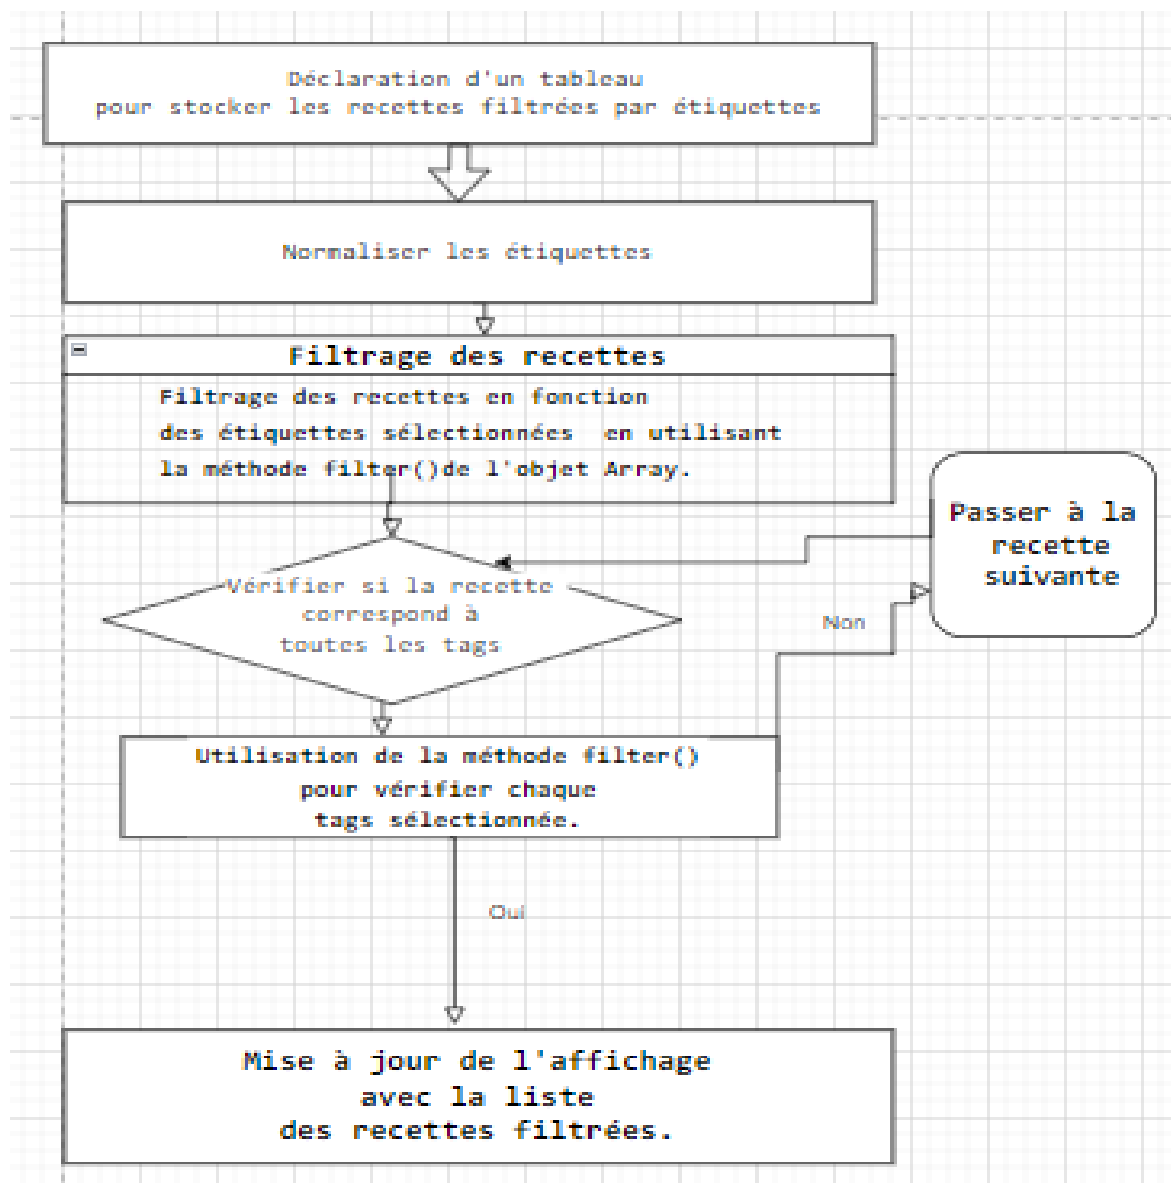 Déclaration d'un tableau
pour stocker les recettes filtrées par étiquettes
Normaliser les étiquettes
Filtrage des recettes
Filtrage des recettes en fonction
des étiquettes sélectionnées en utilisant
la méthode filter()de l'objet Array.
Passer à la
recette
suivante
Vérifier si la recette
correspond à
toutes les tags
Non
Utilisation de la méthode filter()
pour vérifier chaque
tags sélectionnée.
Oui
Mise à jour de l'affichage
avec la liste
des recettes filtrées.